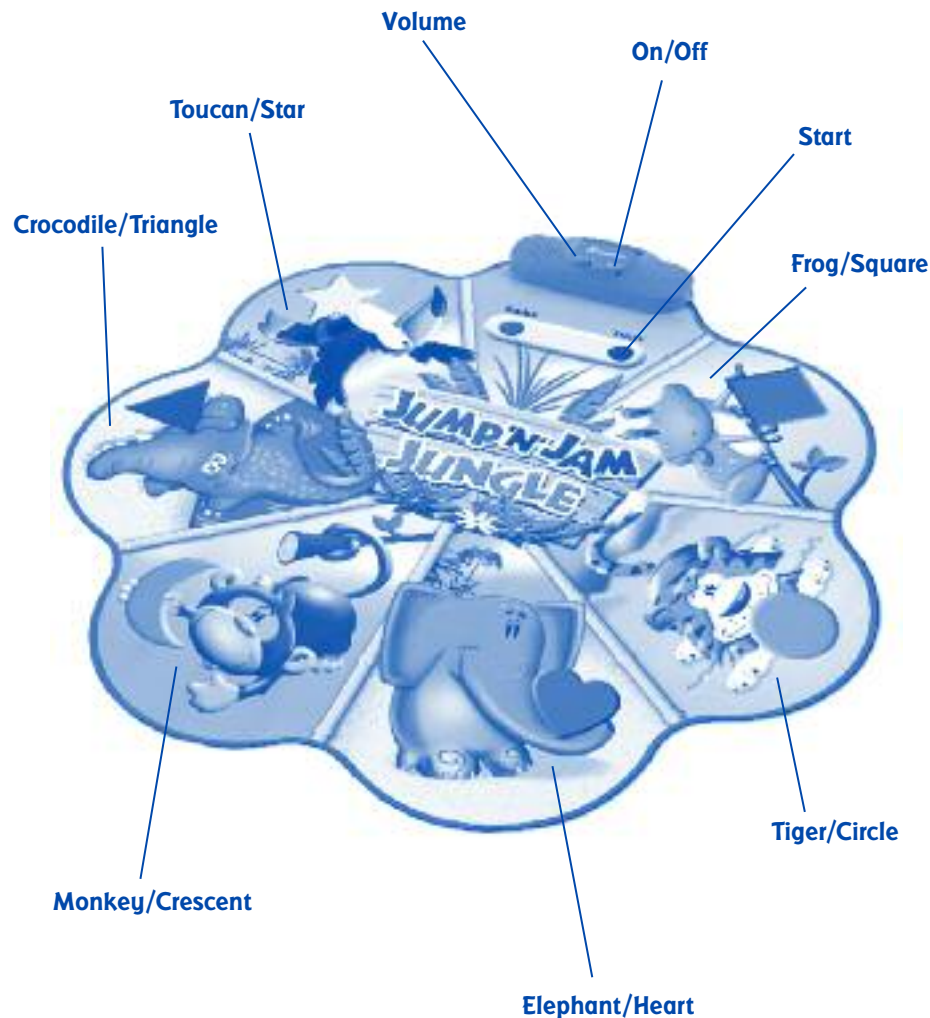 Volume
On/Off
Toucan/Star
Start
Crocodile/Triangle
Frog/Square
JUMP'N'JAM
JUNGLE
Tiger/Circle
Monkey/Crescent
Elephant/Heart